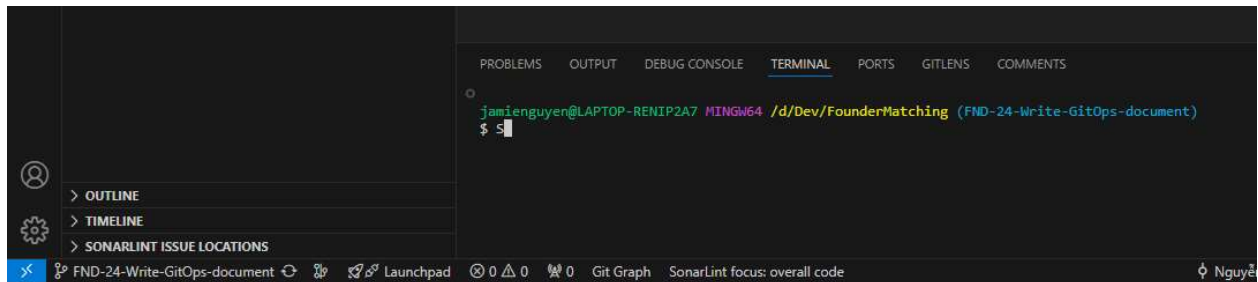 PROBLEMS OUTPUT DEBUG CONSOLE TERMINAL PORTS GITLENS COMMENTS
jamienguyen@LAPTOP-RENIP2A7 MINGW64 /d/Dev/FounderMatching (FND-24-Write-GitOps-document)
$ S
OUTLINE
TIMELINE
SONARLINT ISSUE LOCATIONS
FND-24-Write-GitOps-document Launchpad 0 0 0 Git Graph SonarLint focus: overall code Nguyễ